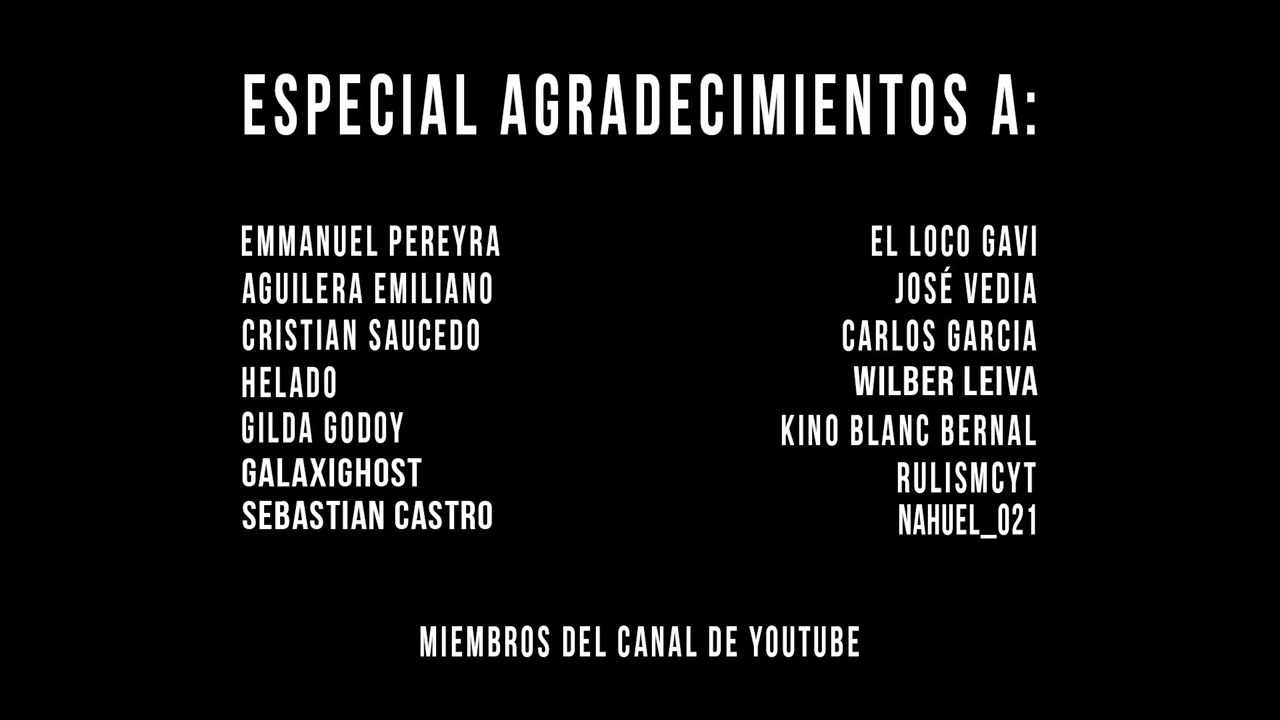 ESPECIAL AGRADECIMIENTOS A:
EMMANUEL PEREYRA
AGUILERA EMILIANO
CRISTIAN SAUCEDO
HELADO
GILDA GODOY
GALAXIGHOST
SEBASTIAN CASTRO
EL LOCO GAVI
JOSÉ VEDIA
CARLOS GARCIA
WILBER LEIVA
KINO BLANC BERNAL
RULISMCYT
NAHUEL_021
MIEMBROS DEL CANAL DE YOUTUBE